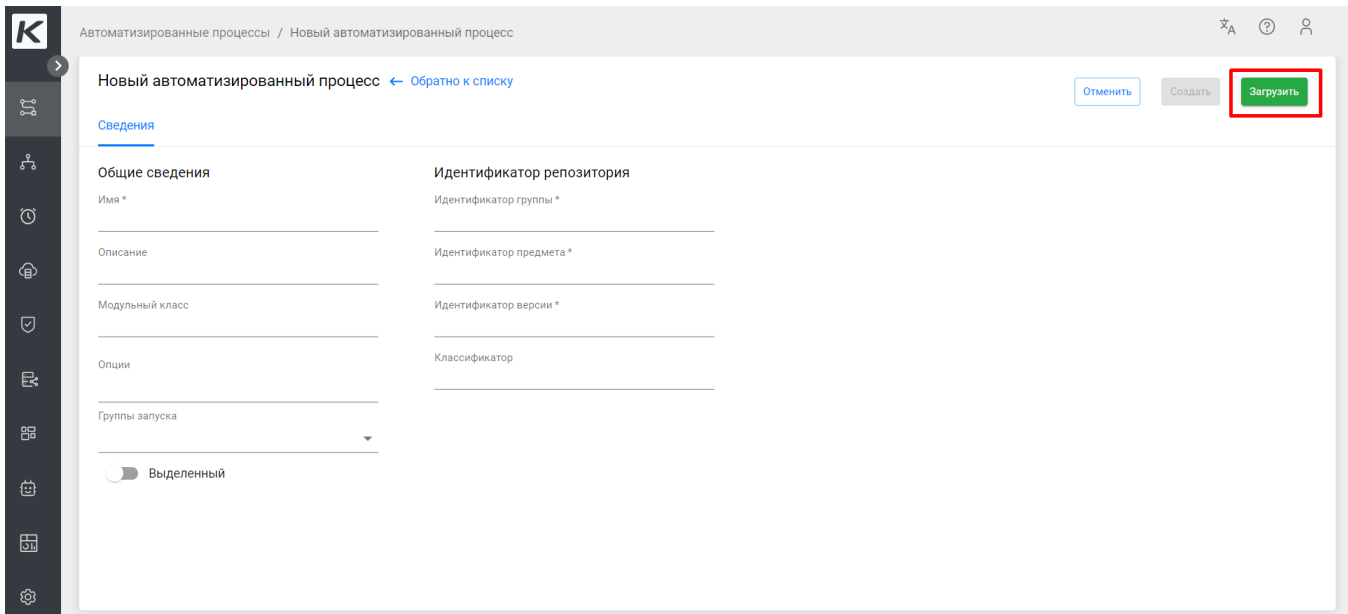 K
Автоматизированные процессы / Новый автоматизированный процесс
Новый автоматизированный процесс ← Обратно к списку
Отменить
Создать
Загрузить
Сведения
Общие сведения
Имя *
Описание
Модульный класс
Опции
Группы запуска
Выделенный
Идентификатор репозитория
Идентификатор группы *
Идентификатор предмета *
Идентификатор версии *
Классификатор